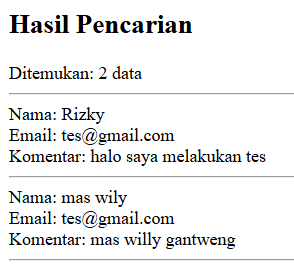 Hasil Pencarian
Ditemukan: 2 data
Nama: Rizky
Email: tes@gmail.com
Komentar: halo saya melakukan tes
Nama: mas wily
Email: tes@gmail.com
Komentar: mas willy gantweng